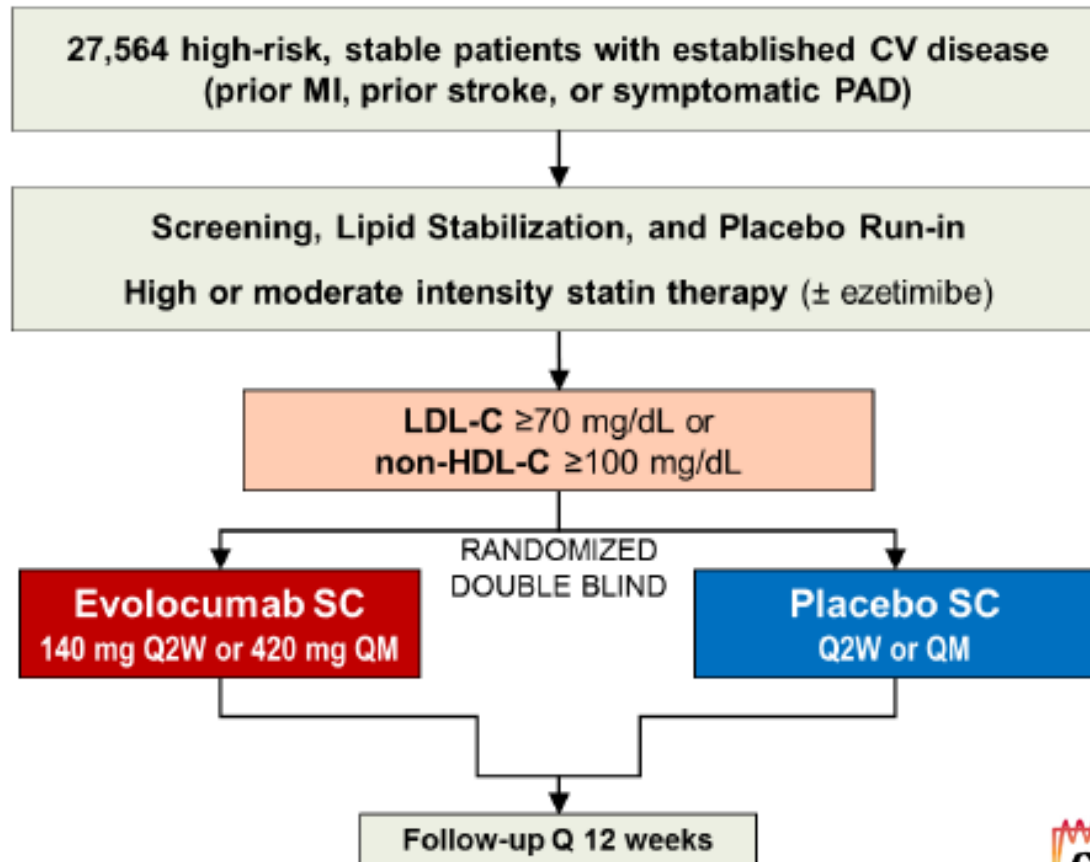 27,564 high-risk, stable patients with established CV disease
(prior MI, prior stroke, or symptomatic PAD)
Screening, Lipid Stabilization, and Placebo Run-in
High or moderate intensity statin therapy (± ezetimibe)
LDL-C ≥70 mg/dL or
non-HDL-C ≥100 mg/dL
RANDOMIZED
DOUBLE BLIND
Evolocumab SC
140 mg Q2W or 420 mg QM
Placebo SC
Q2W or QM
Follow-up Q 12 weeks